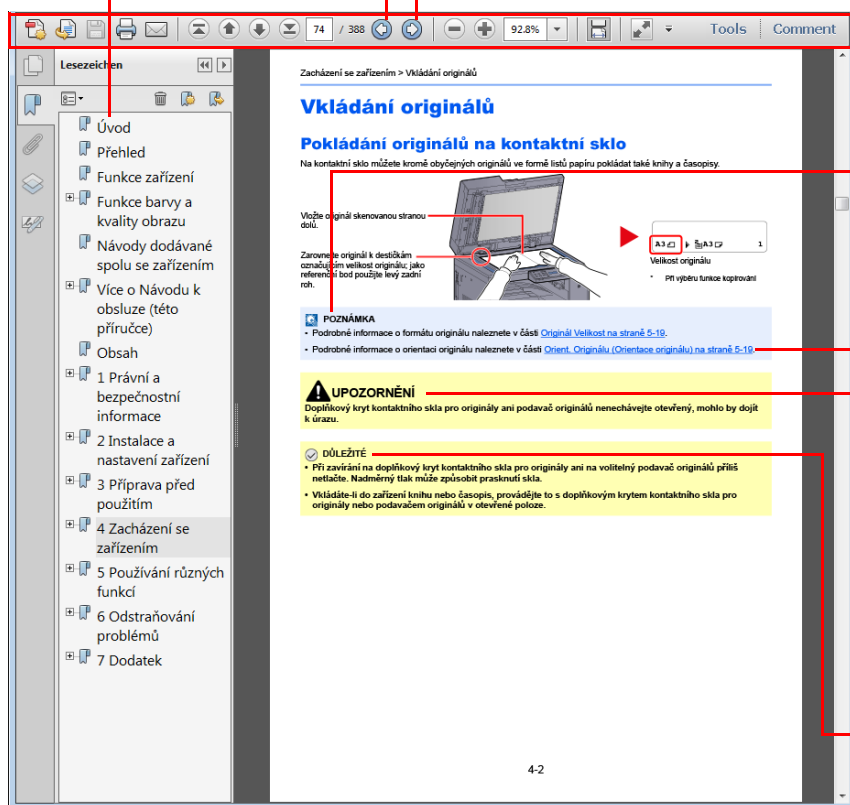 74 / 388
92.8%
Tools
Comment
Lesezeichen
Úvod
Přehled
Funkce zařízení
Funkce barvy a
kvality obrazu
Návody dodávané
spolu se zařízením
Více o Návodu k
obsluze (této
příručce)
Obsah
1 Právní a
bezpečnostní
informace
2 Instalace a
nastavení zařízení
3 Příprava před
použitím
4 Zacházení se
zařízením
5 Používání různých
funkcí
6 Odstraňování
problémů
7 Dodatek
Zacházení se zařízením > Vkládání originálů
Vkládání originálů
Pokládání originálů na kontaktní sklo
Na kontaktní sklo můžete kromě obyčejných originálů ve formě listů papíru pokládat také knihy a časopisy.
Vložte originál skenovanou stranou
dolů.
Zarovnejte originál k destičkám
označujícím velikost originálu; jako
referenční bod použijte levý zadní
roh.
A3
A3
1
Velikost originálu
* Při výběru funkce kopírování
POZNÁMKA
• Podrobné informace o formátu originálu naleznete v části Originál Velikost na straně 5-19.
• Podrobné informace o orientaci originálu naleznete v části Orient. Originálu (Orientace originálu) na straně 5-19.
UPOZORNĚNÍ
Doplňkový kryt kontaktního skla pro originály ani podavač originálů nenechávejte otevřený, mohlo by dojít
k úrazu.
DŮLEŽITÉ
• Při zavírání na doplňkový kryt kontaktního skla pro originály ani na volitelný podavač originálů příliš
netlačte. Nadměrný tlak může způsobit prasknutí skla.
• Vkládáte-li do zařízení knihu nebo časopis, provádějte to s doplňkovým krytem kontaktního skla pro
originály nebo podavačem originálů v otevřené poloze.
4-2